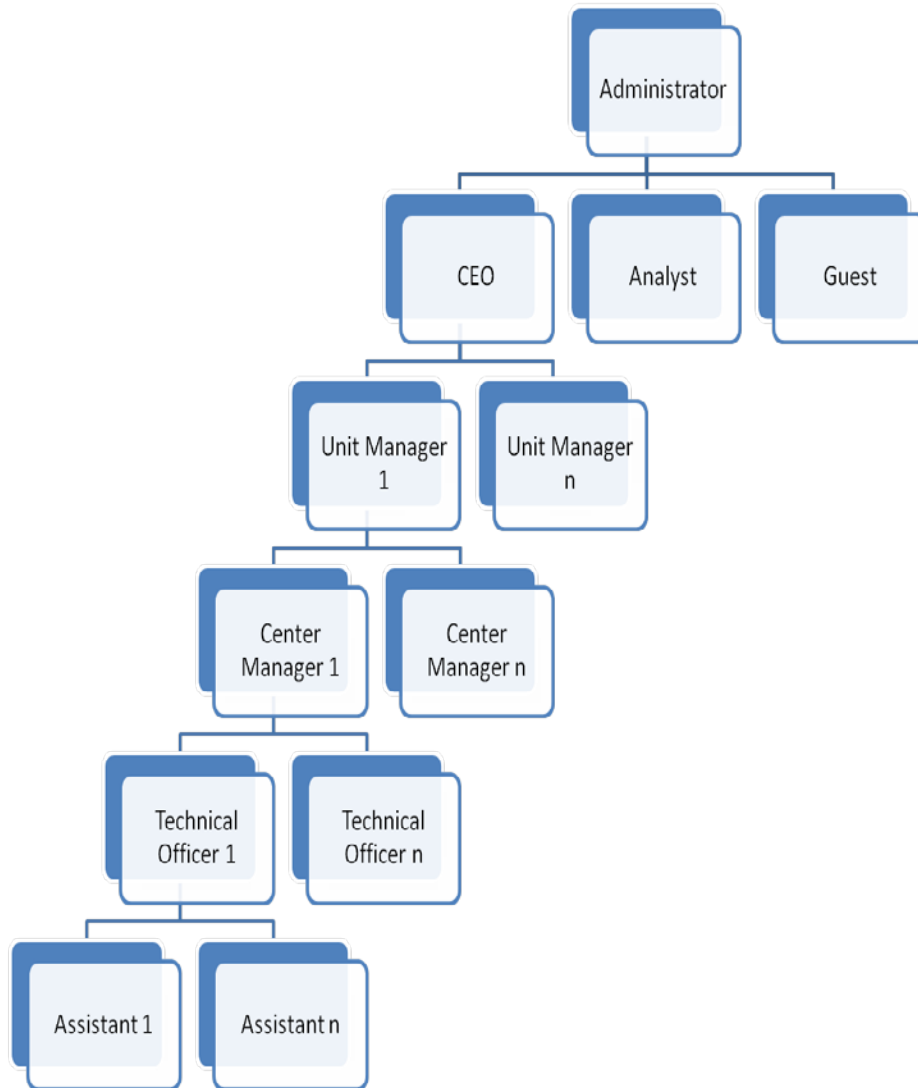 Administrator
CEO
Analyst
Guest
Unit Manager
1
Unit Manager
n
Center
Manager 1
Center
Manager n
Technical
Officer 1
Technical
Officer n
Assistant 1
Assistant n